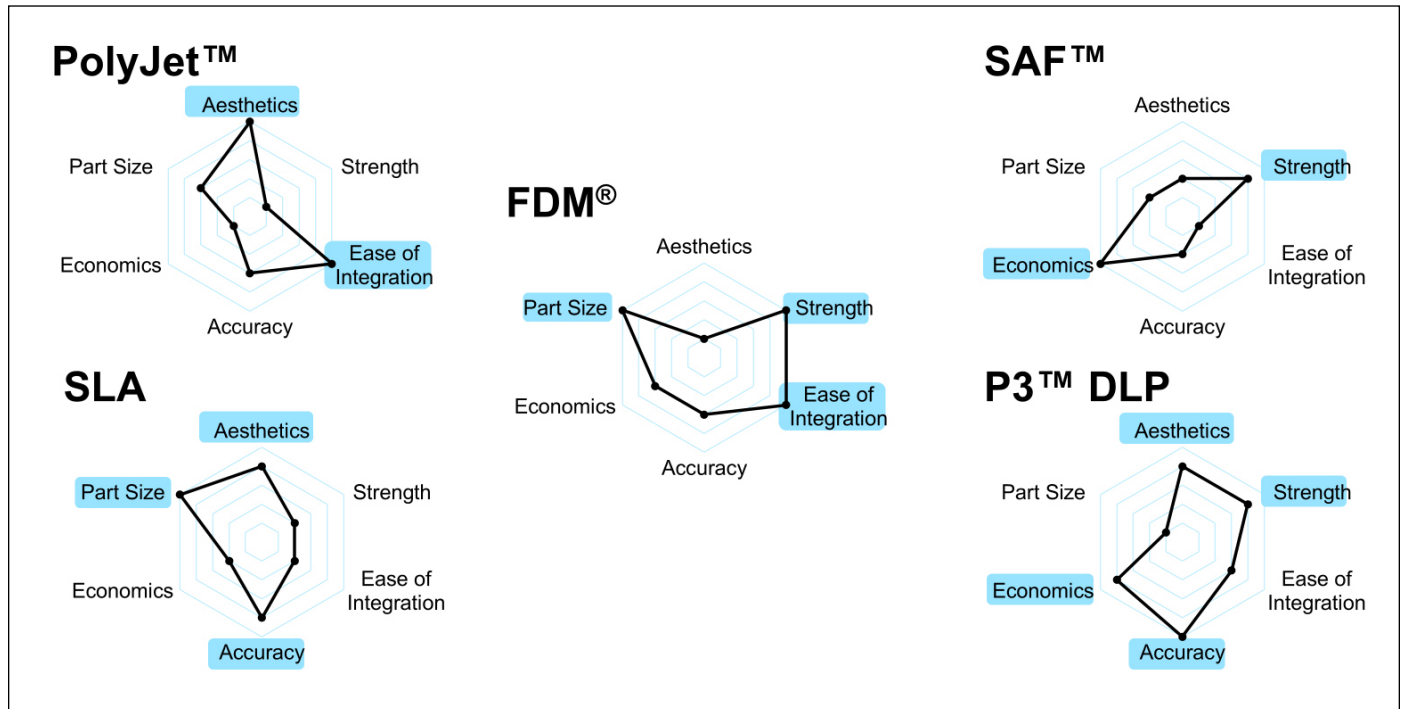 PolyJet™
Aesthetics
Part Size
Strength
Economics
Ease of
Integration
Accuracy
SLA
Aesthetics
Part Size
Strength
Economics
Ease of
Integration
Accuracy
FDM®
Aesthetics
Part Size
Strength
Economics
Ease of
Integration
Accuracy
SAF™
Aesthetics
Part Size
Strength
Economics
Ease of
Integration
Accuracy
P3™ DLP
Aesthetics
Part Size
Strength
Economics
Ease of
Integration
Accuracy